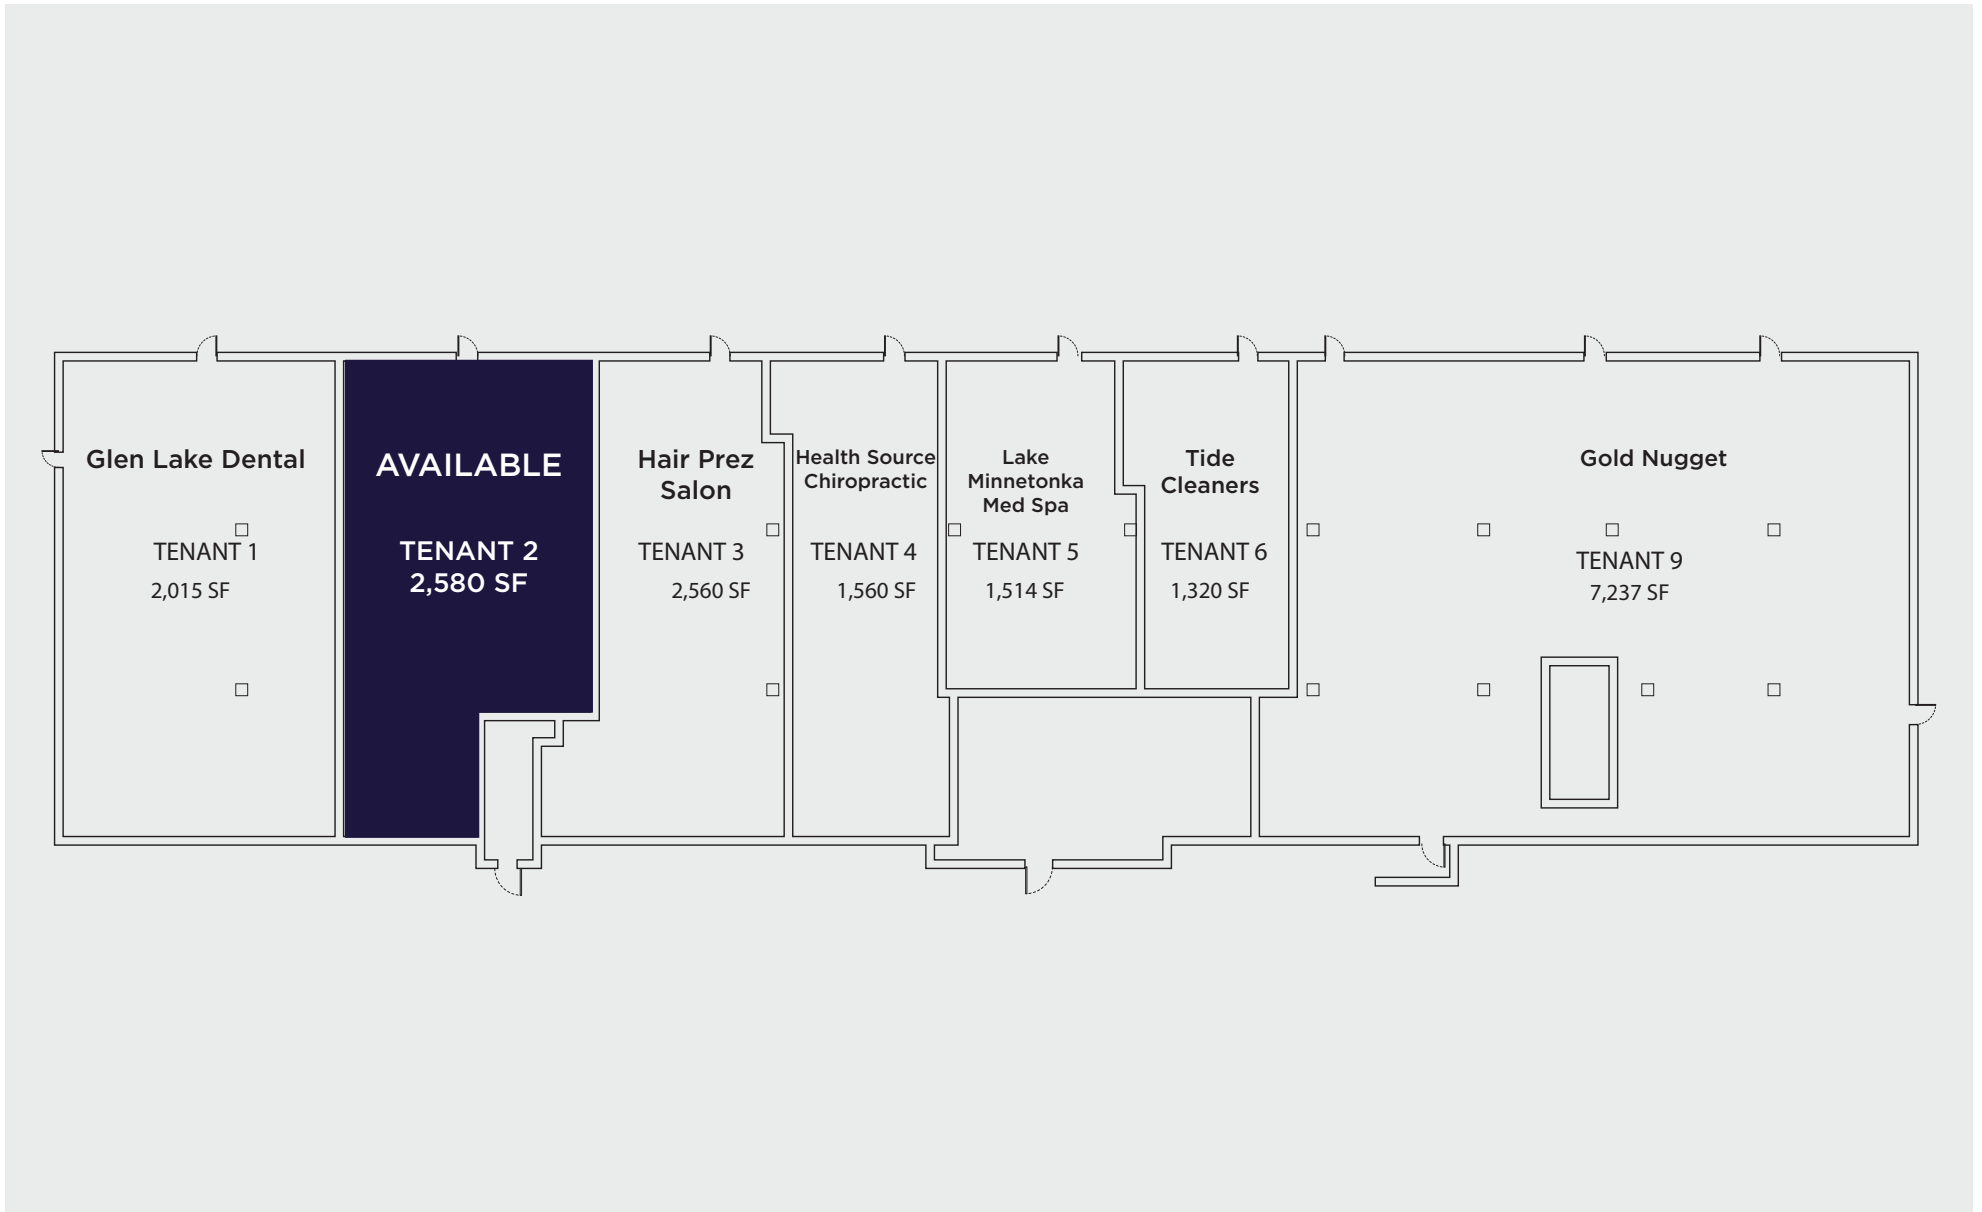 Glen Lake Dental
TENANT 1
2,015 SF
AVAILABLE
TENANT 2
2,580 SF
Hair Prez
Salon
TENANT 3
2,560 SF
Health Source
Chiropractic
TENANT 4
1,560 SF
Lake
Minnetonka
Med Spa
TENANT 5
1,514 SF
Tide
Cleaners
TENANT 6
1,320 SF
Gold Nugget
TENANT 9
7,237 SF